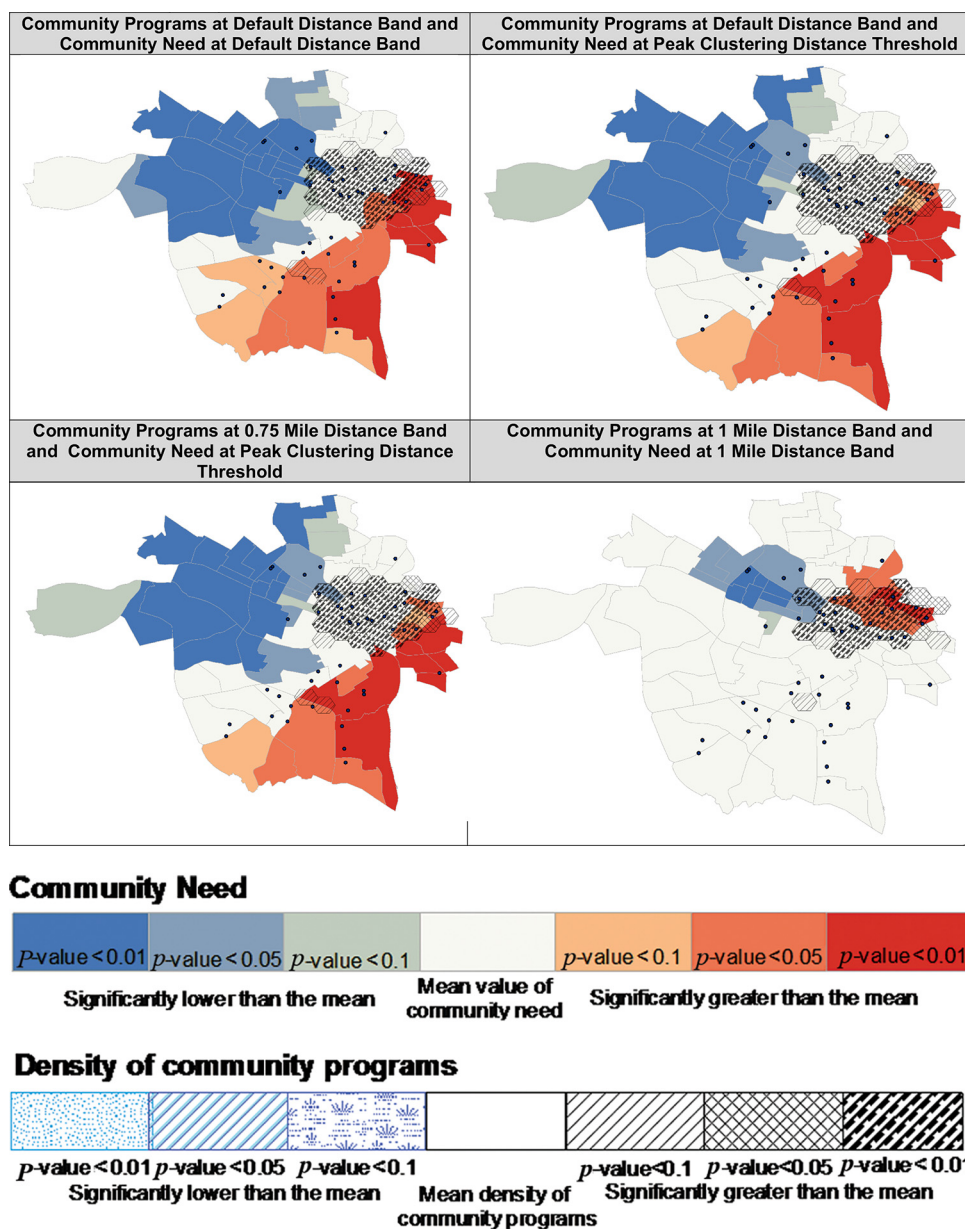 Community Programs at Default Distance Band and
Community Need at Default Distance Band
Community Programs at Default Distance Band and
Community Need at Peak Clustering Distance Threshold
Community Programs at 0.75 Mile Distance Band
and Community Need at Peak Clustering Distance
Threshold
Community Programs at 1 Mile Distance Band and
Community Need at 1 Mile Distance Band
Community Need
p-value<0.01 p-value<0.05 p-value<0.1 p-value<0.1 p-value<0.05 p-value<0.01
Significantly lower than the mean
Mean value of
community need
Significantly greater than the mean
Density of community programs
p-value<0.01 p-value<0.05 p-value<0.1
Significantly lower than the mean
Mean density of
community programs
p-value<0.1 p-value<0.05 p-value<0.01
Significantly greater than the mean